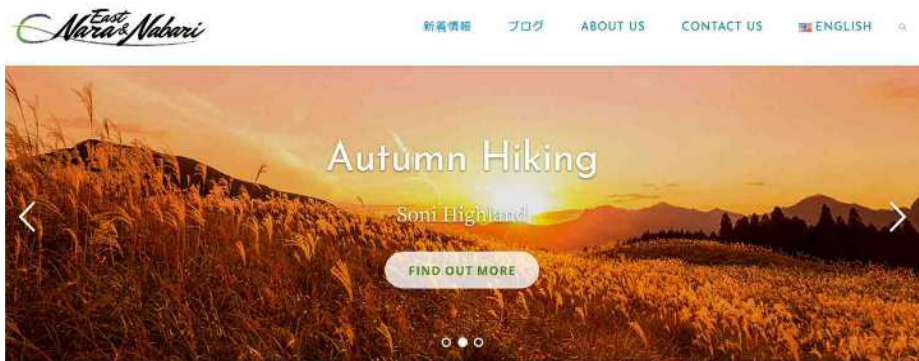 East
Nara & Nabari
新着情報 ブログ ABOUT US CONTACT US ENGLISH
Autumn Hiking
Soni Highland
FIND OUT MORE